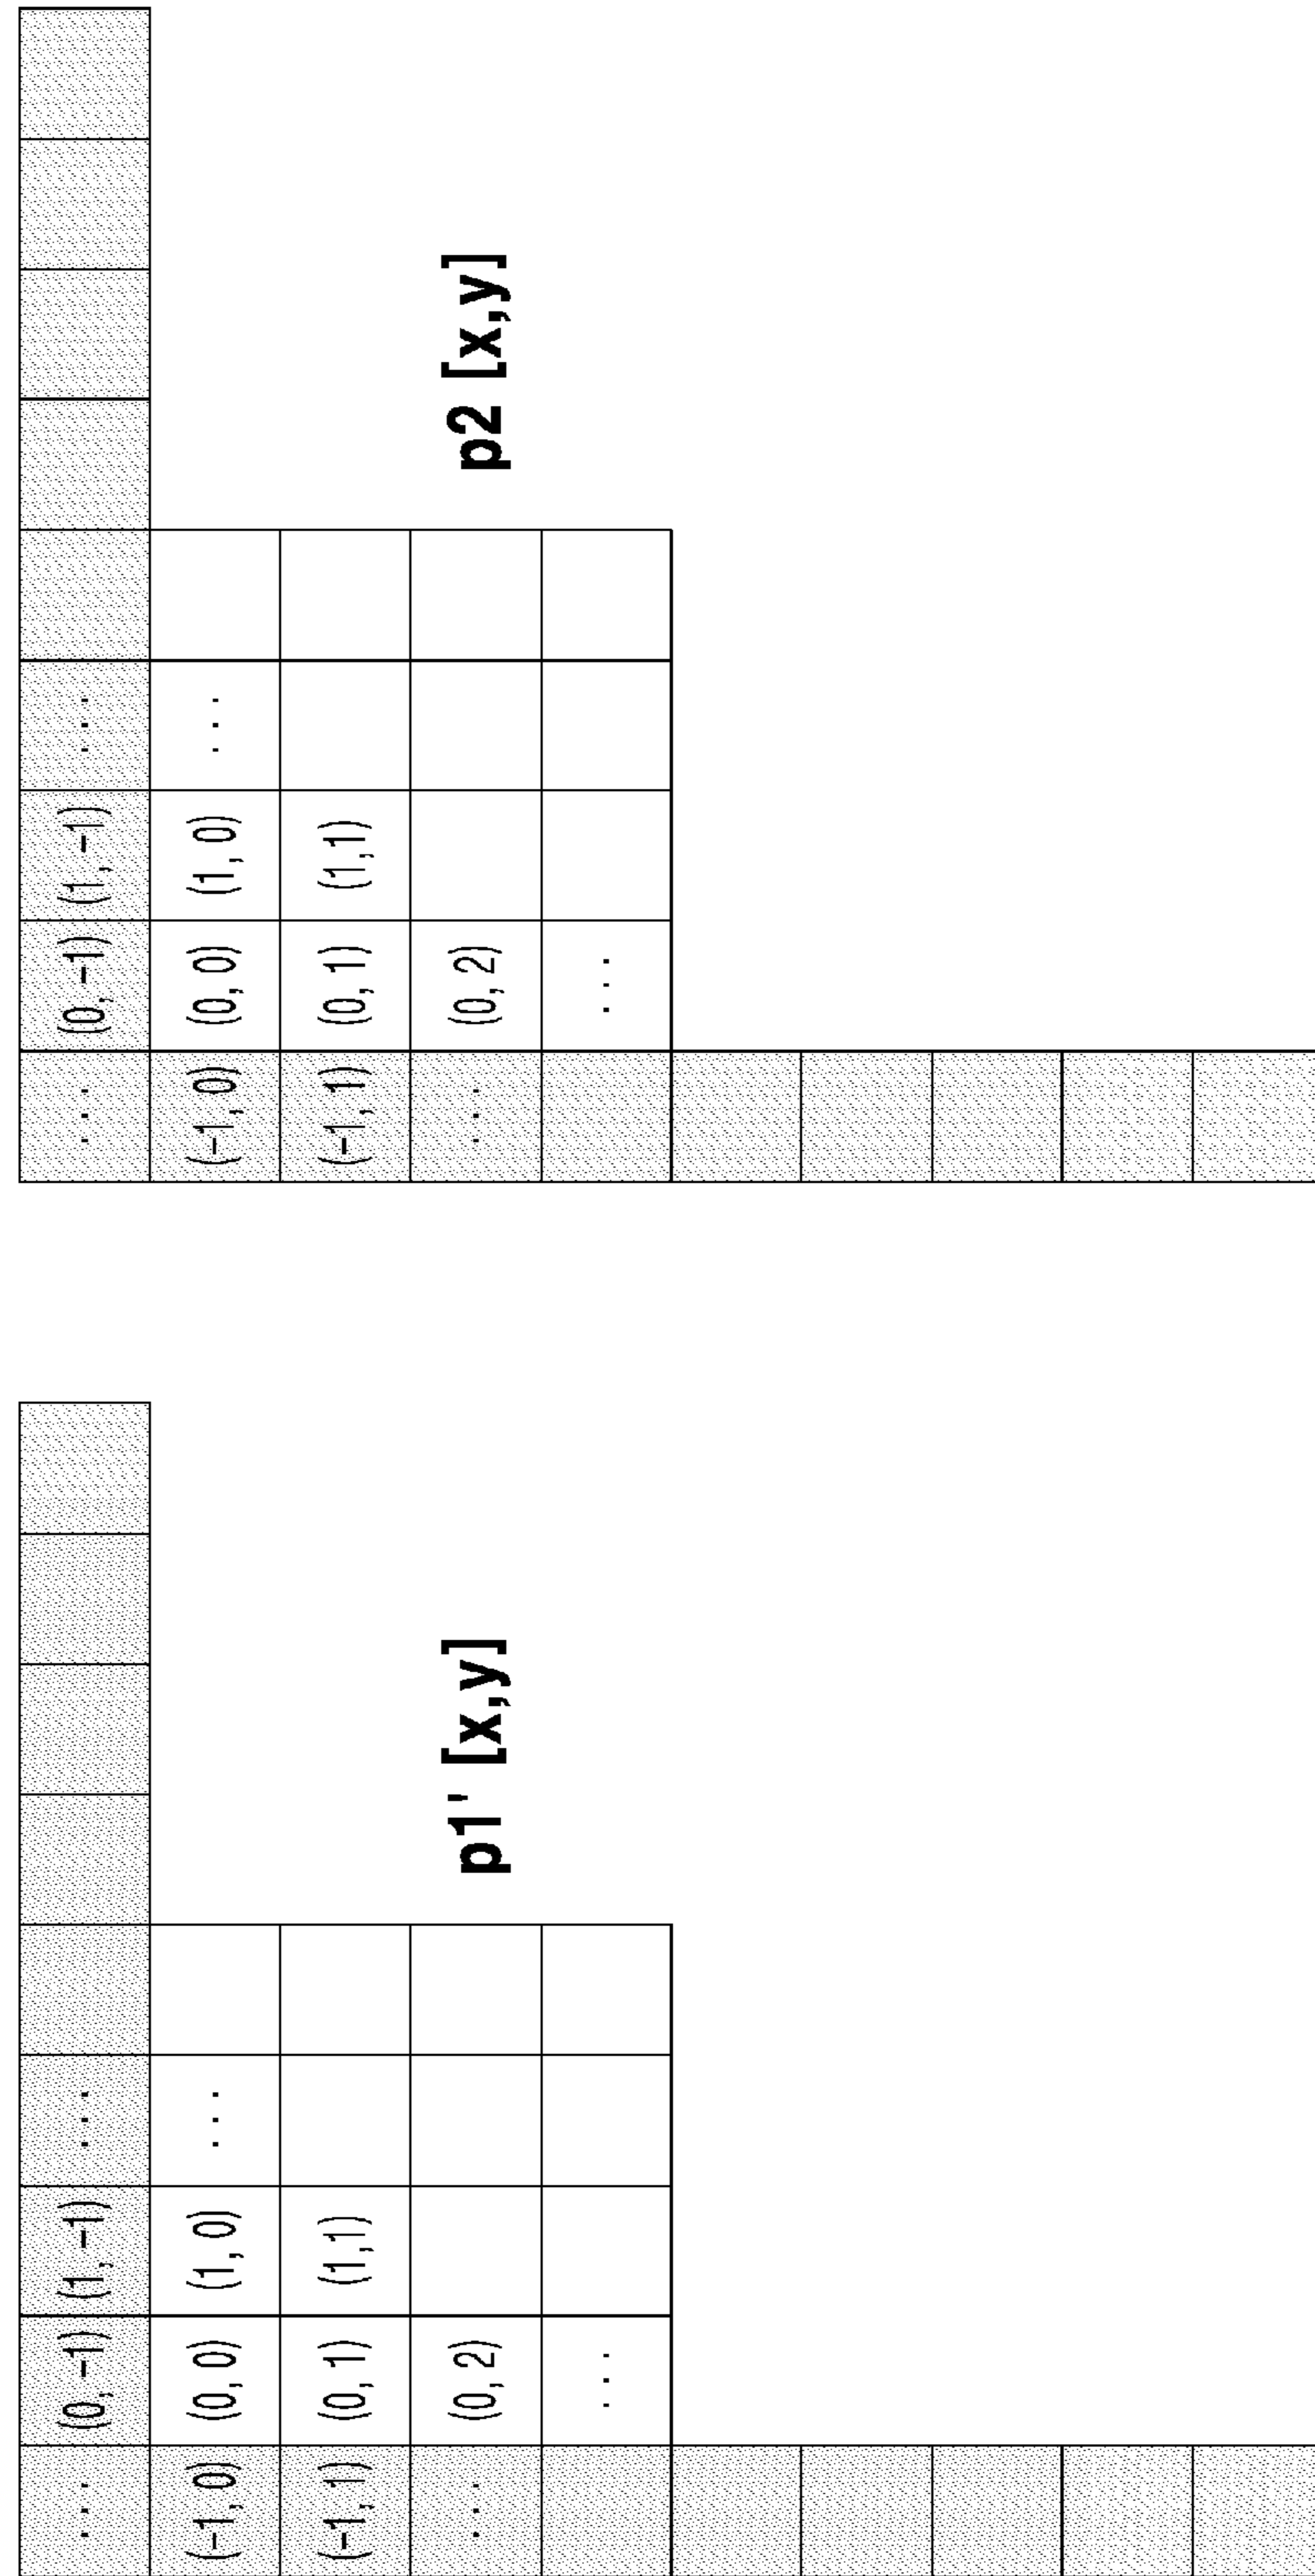 ... (0,-1) (1,-1) ...
(-1,0) (0,0) (1,0) ...
(-1,1) (0,1) (1,1)
... (0,2)
...
p1' [x,y]
... (0,-1) (1,-1) ...
(-1,0) (0,0) (1,0) ...
(-1,1) (0,1) (1,1)
... (0,2)
...
p2 [x,y]